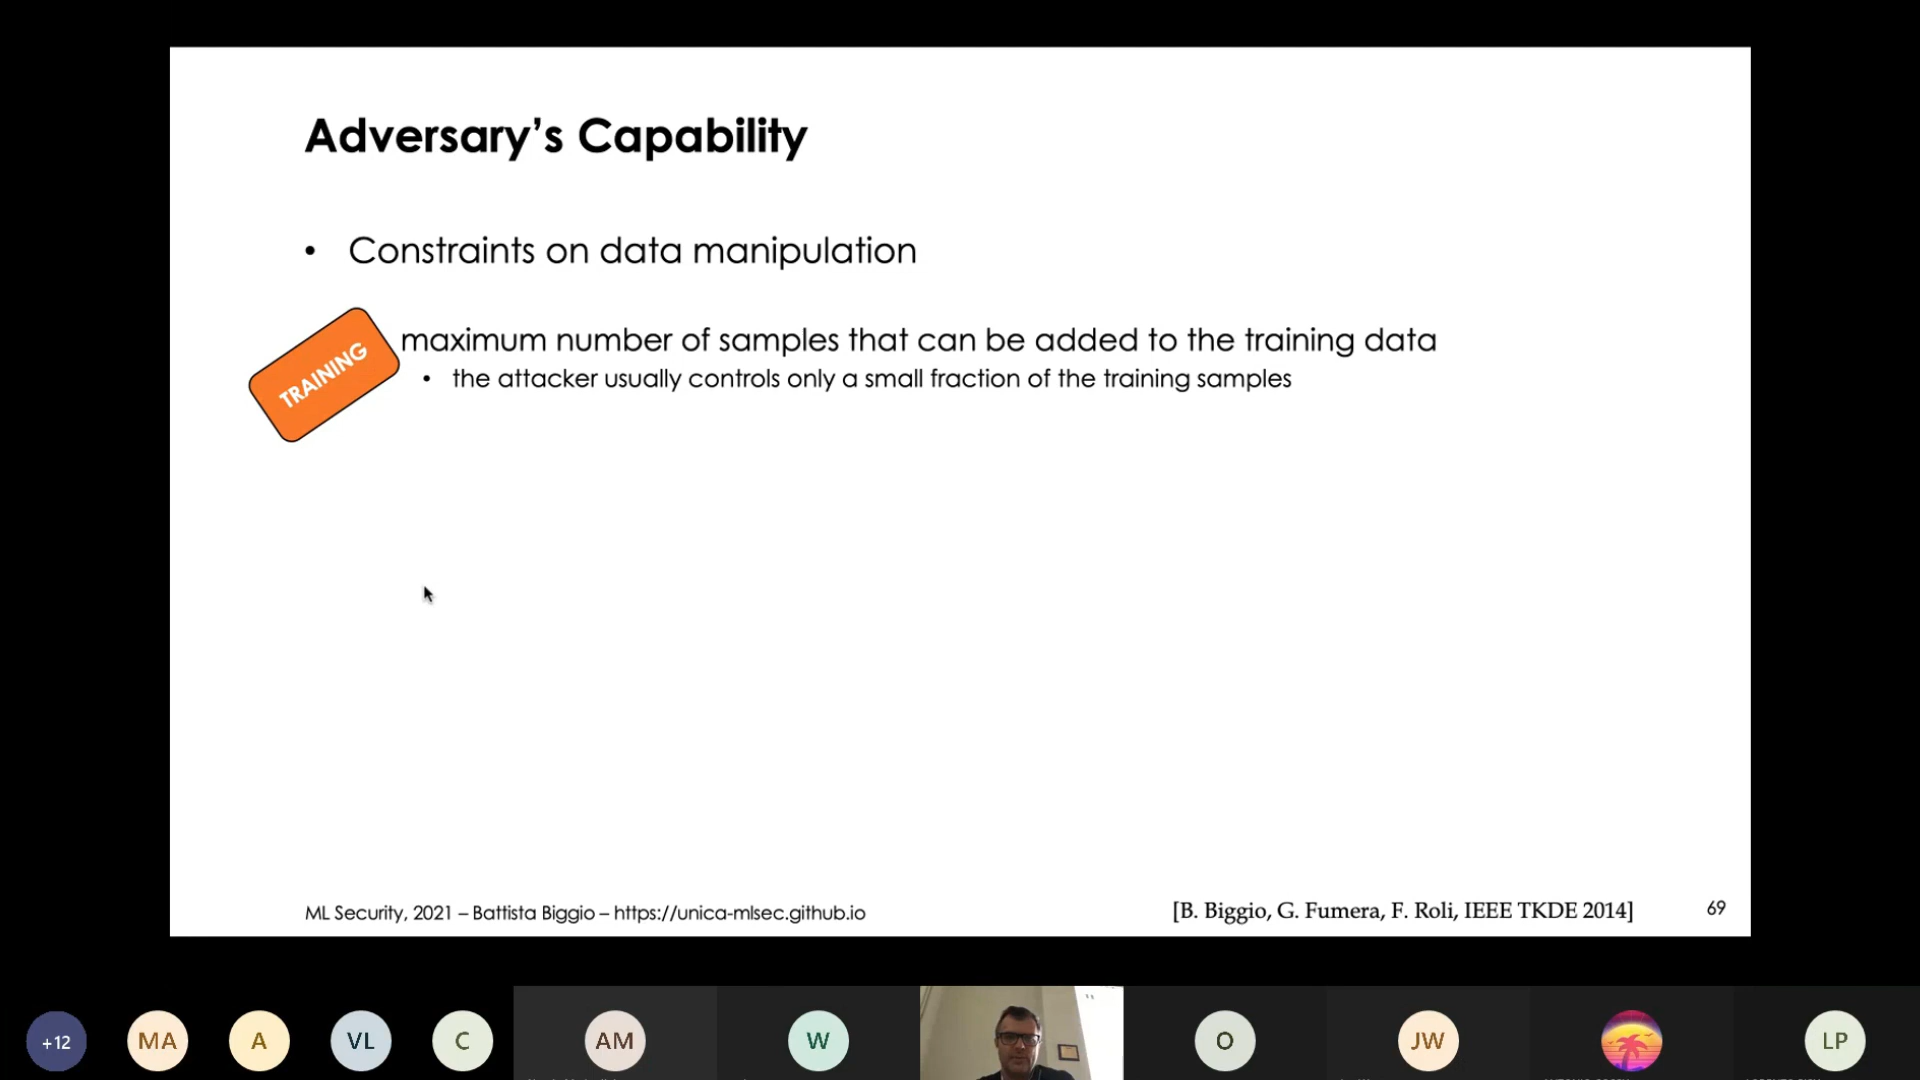 Adversary's Capability
• Constraints on data manipulation
TRAINING
maximum number of samples that can be added to the training data
• the attacker usually controls only a small fraction of the training samples
ML Security, 2021 – Battista Biggio – https://unica-mlsec.github.io
[B. Biggio, G. Fumera, F. Roli, IEEE TKDE 2014]
69
+12 MA A VL C AM W O JW LP